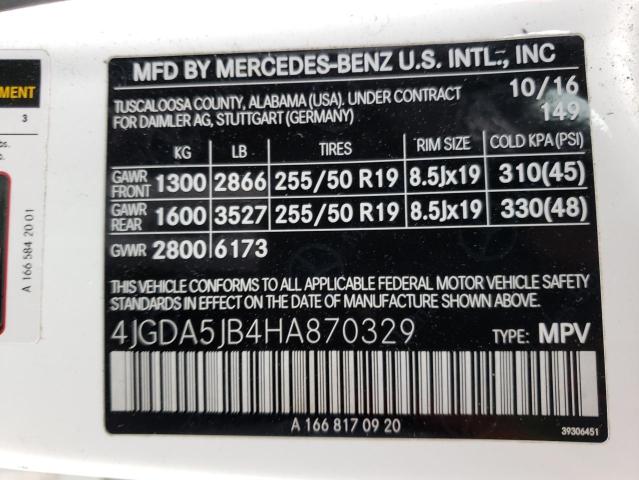 MENT
3
bs.
A 166 584 20 01
MFD BY MERCEDES-BENZ U.S. INTL., INC
TUSCALOOSA COUNTY, ALABAMA (USA). UNDER CONTRACT 10/16
FOR DAIMLER AG, STUTTGART (GERMANY) 149
KG LB TIRES RIM SIZE COLD KPA (PSI)
GAWR FRONT 1300 2866 255/50 R19 8.5Jx19 310(45)
GAWR REAR 1600 3527 255/50 R19 8.5Jx19 330(48)
GVWR 2800 6173
THIS VEHICLE CONFORMS TO ALL APPLICABLE FEDERAL MOTOR VEHICLE SAFETY
STANDARDS IN EFFECT ON THE DATE OF MANUFACTURE SHOWN ABOVE.
4JGDA5JB4HA870329 TYPE: MPV
A 166 817 09 20
39306451